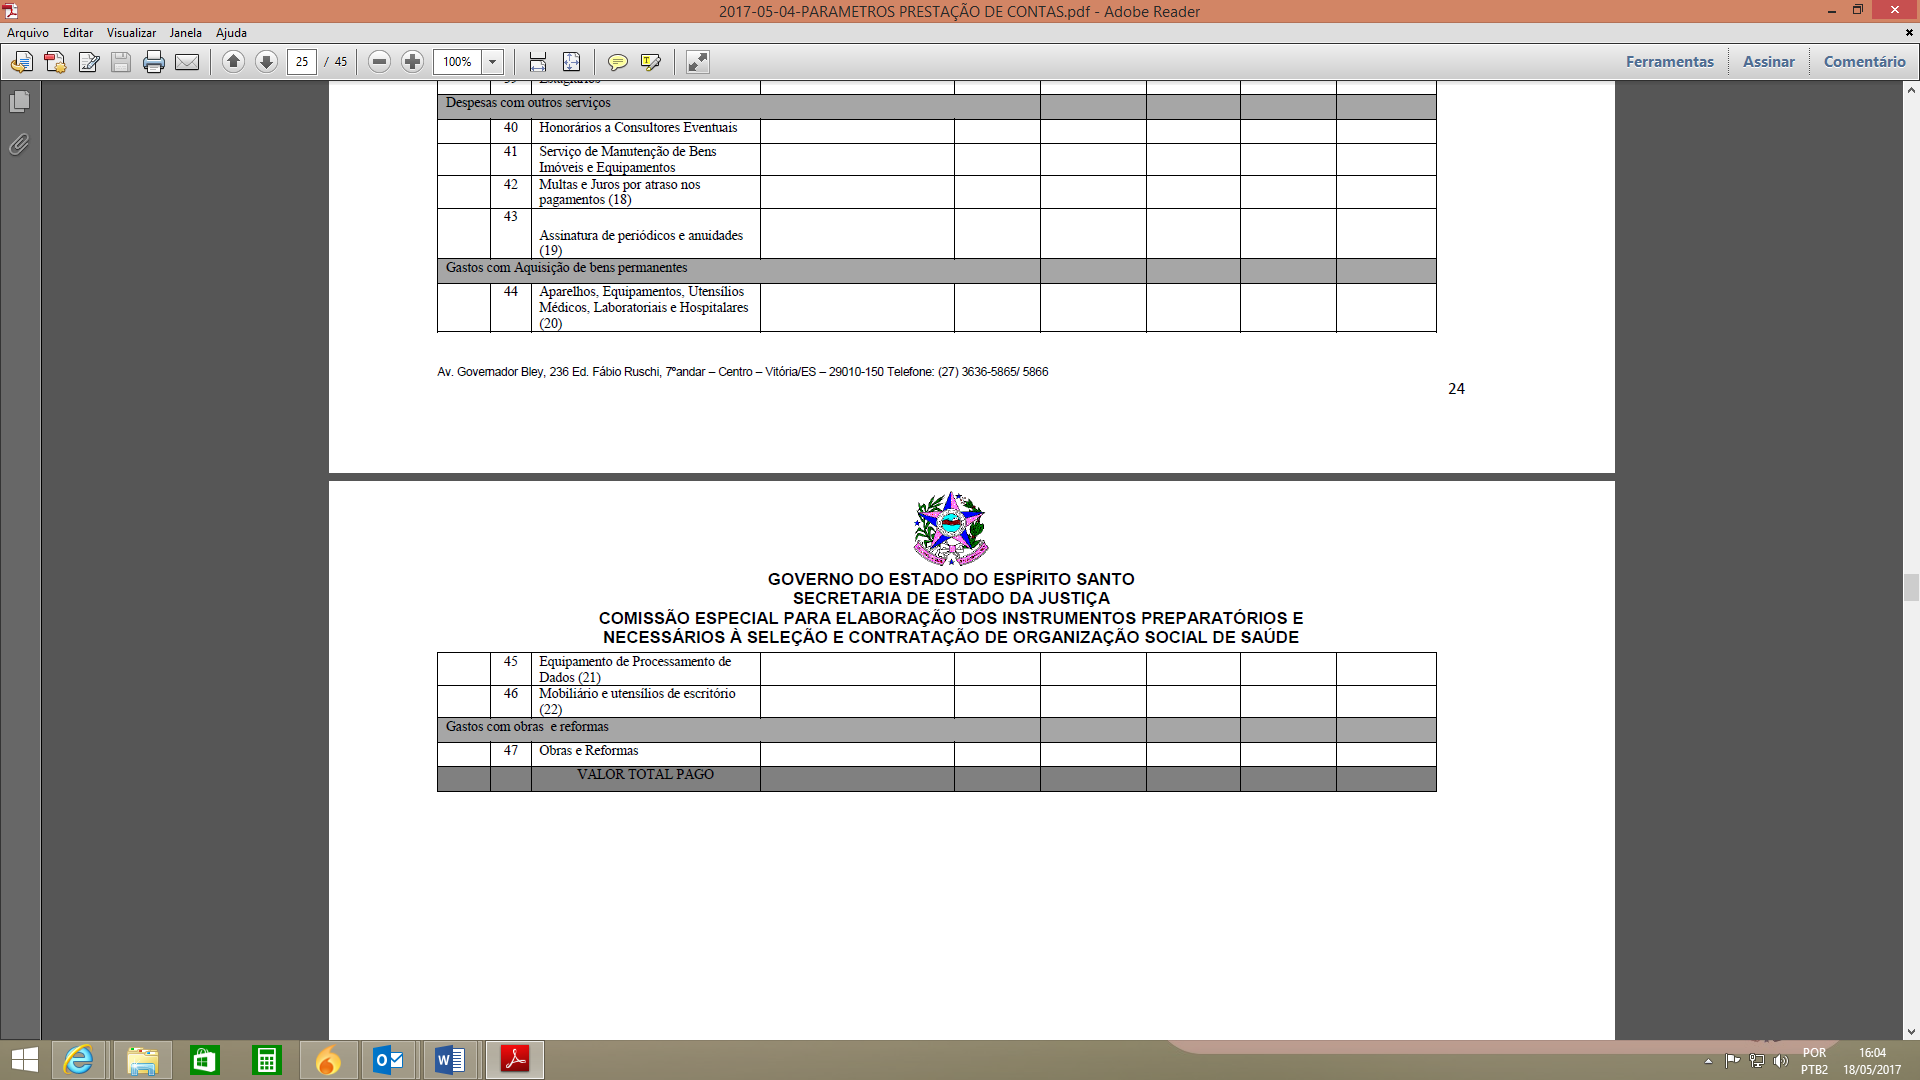 2017-05-04-PARAMETROS PRESTAÇÃO DE CONTAS.pdf - Adobe Reader
Arquivo Editar Visualizar Janela Ajuda
25 / 45 100% Ferramentas Assinar Comentário
39 Estagiários
Despesas com outros serviços
40 Honorários a Consultores Eventuais
41 Serviço de Manutenção de Bens
Imóveis e Equipamentos
42 Multas e Juros por atraso nos
pagamentos (18)
43
Assinatura de periódicos e anuidades
(19)
Gastos com Aquisição de bens permanentes
44 Aparelhos, Equipamentos, Utensílios
Médicos, Laboratoriais e Hospitalares
(20)
Av. Governador Bley, 236 Ed. Fábio Ruschi, 7ºandar – Centro – Vitória/ES – 29010-150 Telefone: (27) 3636-5865/ 5866
24
GOVERNO DO ESTADO DO ESPÍRITO SANTO
SECRETARIA DE ESTADO DA JUSTIÇA
COMISSÃO ESPECIAL PARA ELABORAÇÃO DOS INSTRUMENTOS PREPARATÓRIOS E
NECESSÁRIOS À SELEÇÃO E CONTRATAÇÃO DE ORGANIZAÇÃO SOCIAL DE SAÚDE
45 Equipamento de Processamento de
Dados (21)
46 Mobiliário e utensílios de escritório
(22)
Gastos com obras e reformas
47 Obras e Reformas
VALOR TOTAL PAGO
POR 16:04
PTB2 18/05/2017